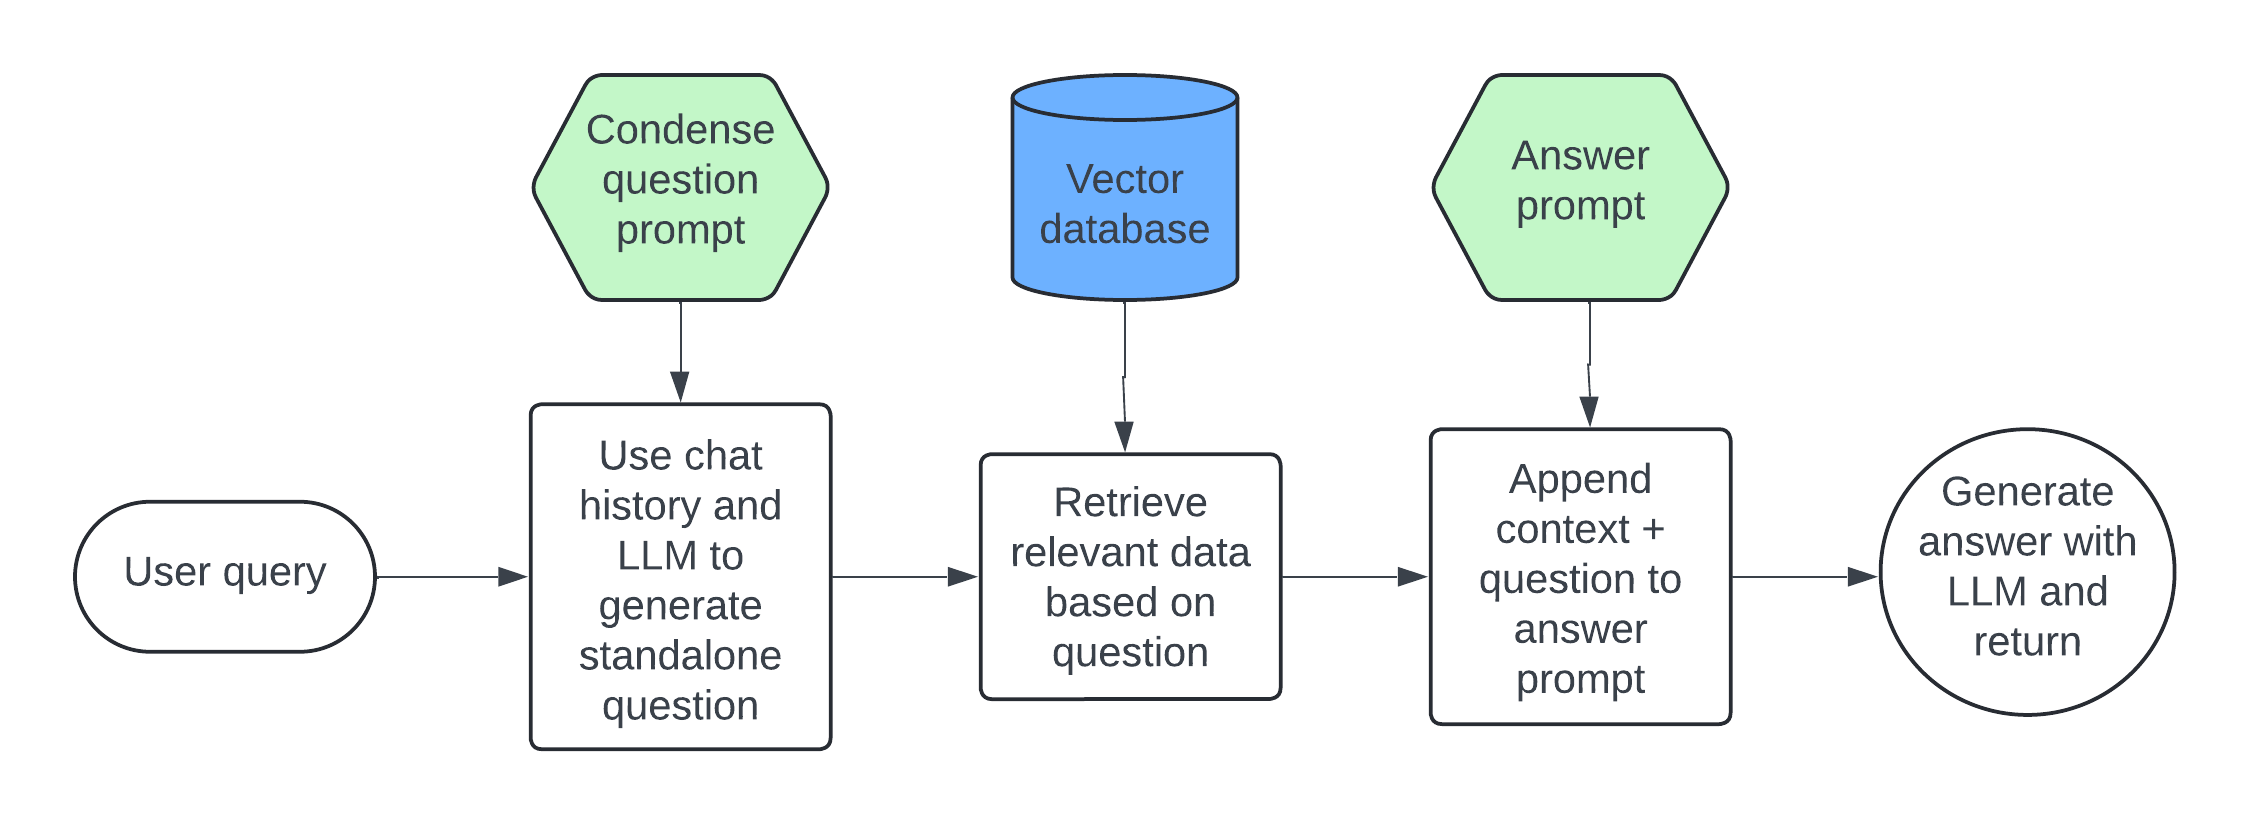 Condense
question
prompt
Vector
database
Answer
prompt
User query
Use chat
history and
LLM to
generate
standalone
question
Retrieve
relevant data
based on
question
Append
context +
question to
answer
prompt
Generate
answer with
LLM and
return